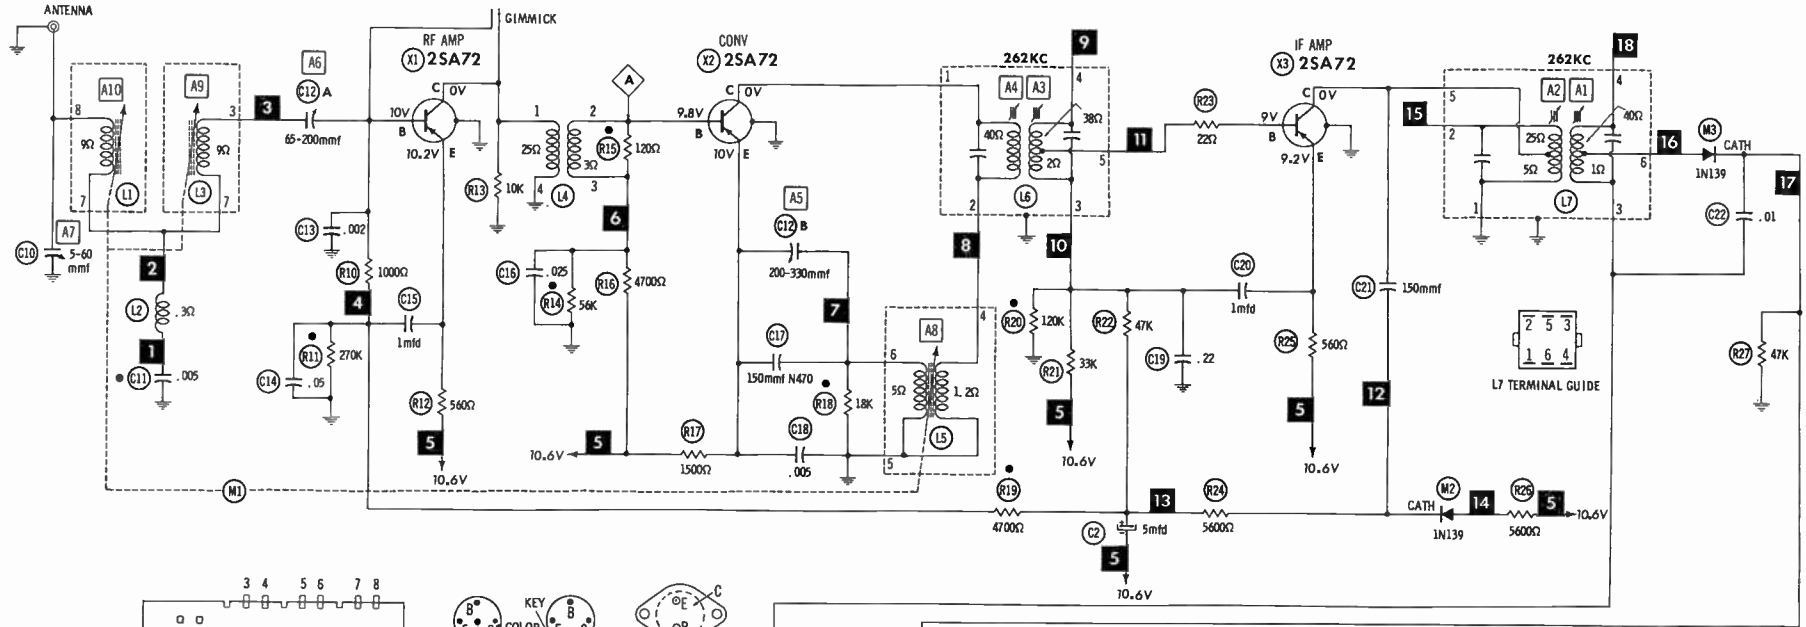 ANTENNA
GIMMICK
RF AMP
X1 2SA72
CONV
X2 2SA72
262KC
9
IF AMP
X3 2SA72
262KC
18
A10
A9
A6
C12 A
65-200mmf
3
8
3
9Ω
9Ω
L1
L3
7
7
A7
C10
5-60
mmf
2
L2
.3Ω
1
C11
.005
M1
C13
.002
R10
1000Ω
4
C15
1mfd
R11
270K
C14
.05
10V
B
C
0V
10.2V
E
R12
560Ω
5
10.6V
R13
10K
1
2
25Ω
3Ω
4
3
L4
A
R15
120Ω
6
C16
.025
R14
56K
R16
4700Ω
10.6V
5
R17
1500Ω
9.8V
B
C
0V
10V
E
A5
C12 B
200-330mmf
7
C17
150mmf N470
R18
18K
C18
.005
A8
6
4
5Ω
1.2Ω
L5
5
1
4
A4
A3
40Ω
38Ω
2Ω
5
L6
2
3
8
10
11
R23
22Ω
R20
120K
R21
33K
5
10.6V
R22
47K
C19
.22
C20
1mfd
R19
4700Ω
13
C2
5mfd
5
10.6V
R24
5600Ω
9V
B
C
0V
9.2V
E
R25
560Ω
5
10.6V
C21
150mmf
12
15
5
4
A2
A1
2
25Ω
5Ω
40Ω
1Ω
6
L7
1
3
16
M3
CATH
1N139
17
C22
.01
R27
47K
2 5 3
1 6 4
L7 TERMINAL GUIDE
CATH
M2
1N139
14
R26
5600Ω
5
10.6V
3 4 5 6 7 8
B
KEY
COLOR
B
E
C